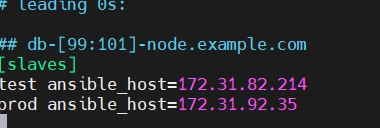 # leading 0s:
## db-[99:101]-node.example.com
[slaves]
test ansible_host=172.31.82.214
prod ansible_host=172.31.92.35